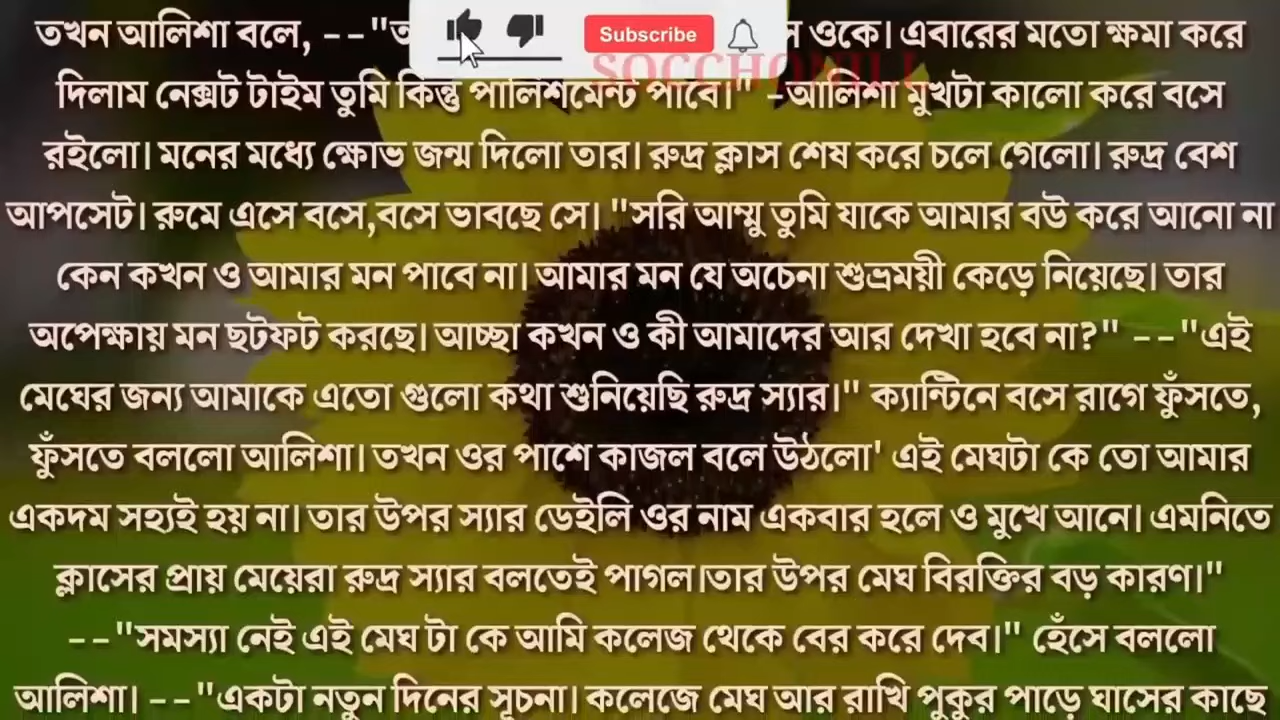 তখন আলিশা বলে, --"ত
Subscribe
স ওকে। এবারের মতো ক্ষমা করে
SOCCHONILI
দিলাম নেক্সট টাইম তুমি কিন্তু পালিশমেন্ট পাবে।" -আলিশা মুখটা কালো করে বসে
রইলো। মনের মধ্যে ক্ষোভ জন্ম দিলো তার। রুদ্র ক্লাস শেষ করে চলে গেলো। রুদ্র বেশ
আপসেট। রুমে এসে বসে,বসে ভাবছে সে। "সরি আম্মু তুমি যাকে আমার বউ করে আনো না
কেন কখন ও আমার মন পাবে না। আমার মন যে অচেনা শুভ্রময়ী কেড়ে নিয়েছে। তার
অপেক্ষায় মন ছটফট করছে। আচ্ছা কখন ও কী আমাদের আর দেখা হবে না?" --"এই
মেঘের জন্য আমাকে এতো গুলো কথা শুনিয়েছি রুদ্র স্যার।" ক্যান্টিনে বসে রাগে ফুঁসতে,
ফুঁসতে বললো আলিশা। তখন ওর পাশে কাজল বলে উঠলো' এই মেঘটা কে তো আমার
একদম সহ্যই হয় না। তার উপর স্যার ডেইলি ওর নাম একবার হলে ও মুখে আনে। এমনিতে
ক্লাসের প্রায় মেয়েরা রুদ্র স্যার বলতেই পাগল।তার উপর মেঘ বিরক্তির বড় কারণ।"
--"সমস্যা নেই এই মেঘ টা কে আমি কলেজ থেকে বের করে দেব।" হেঁসে বললো
আলিশা। --"একটা নতুন দিনের সূচনা। কলেজে মেঘ আর রাখি পুকুর পাড়ে ঘাসের কাছে